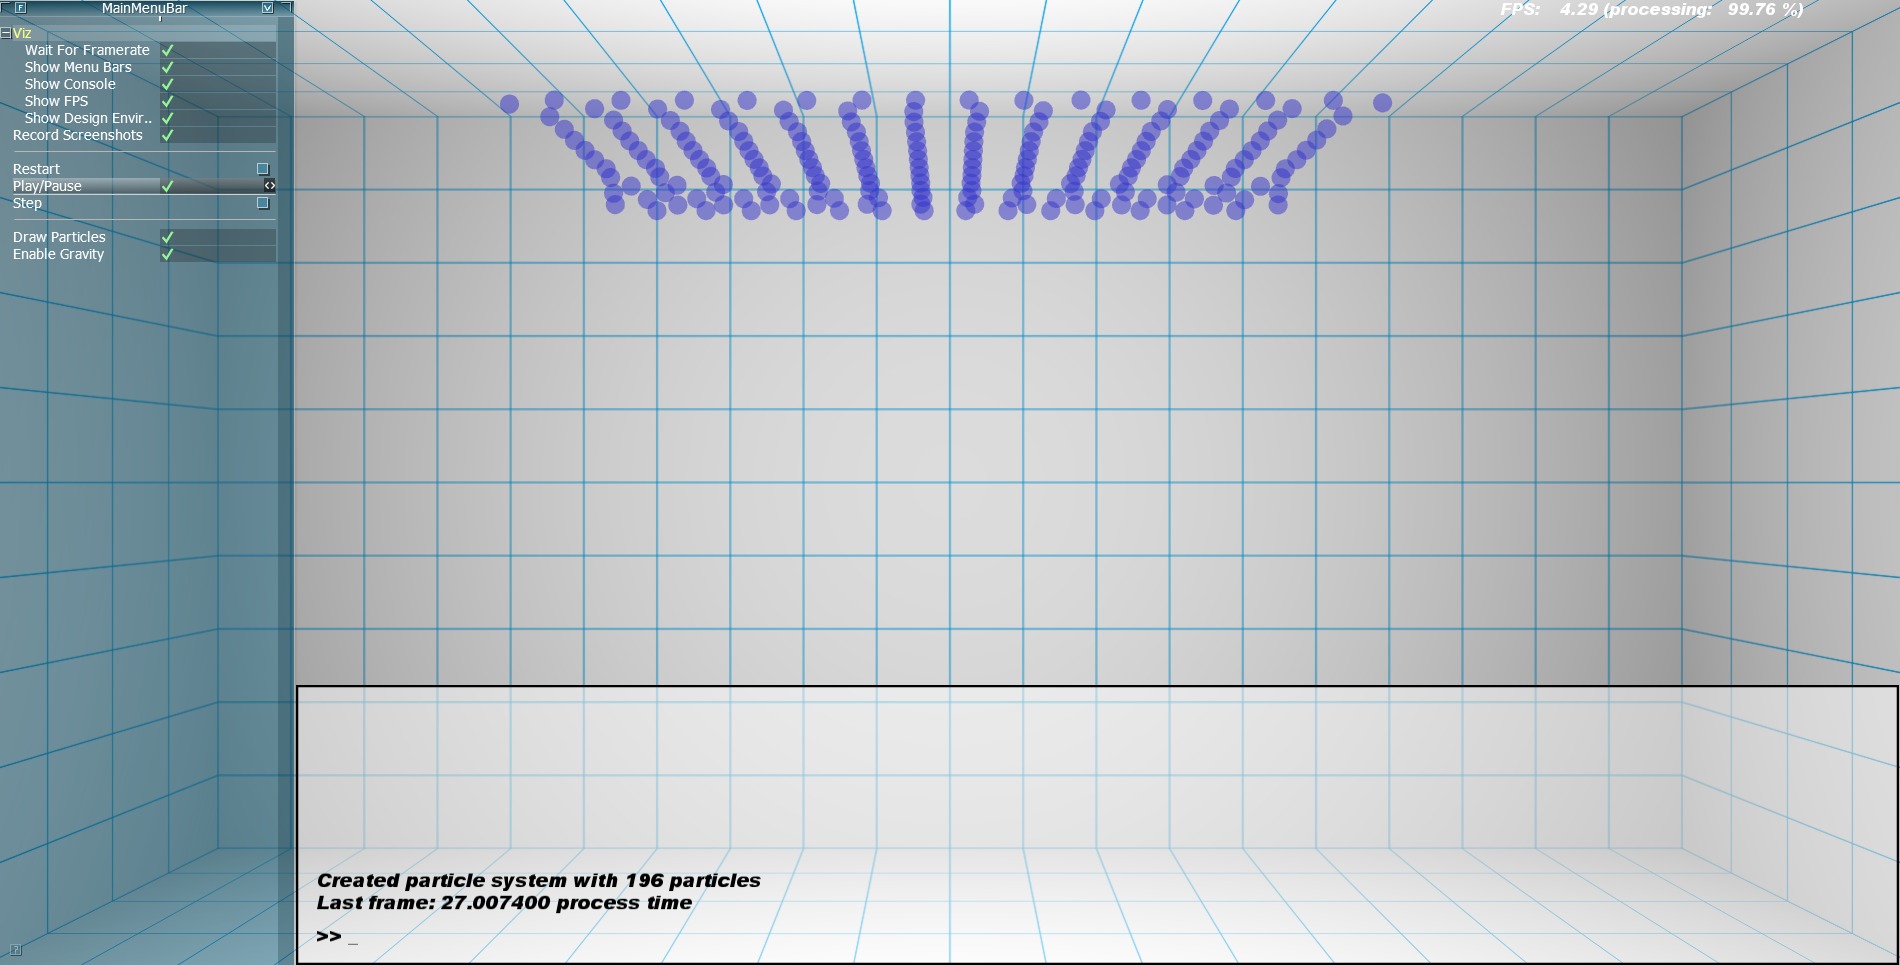 MainMenuBar
FPS: 4.29 (processing: 99.76 %)
Viz
Wait For Framerate
Show Menu Bars
Show Console
Show FPS
Show Design Envir..
Record Screenshots
Restart
Play/Pause
Step
Draw Particles
Enable Gravity
Created particle system with 196 particles
Last frame: 27.007400 process time
>> _